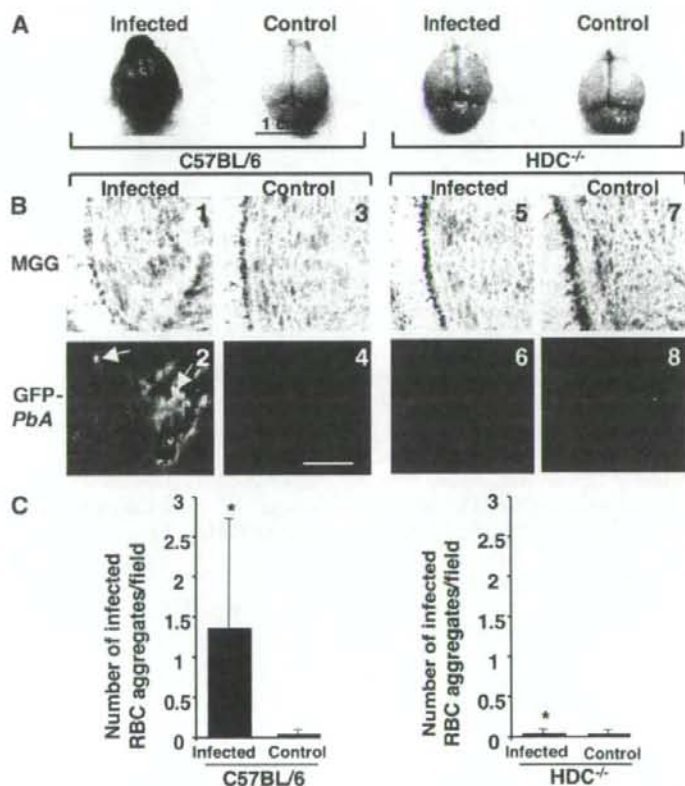 A
Infected Control Infected Control
C57BL/6 HDC-/-
B
Infected Control Infected Control
MGG 1 3 5 7
GFP-
PbA
2 4 6 8
C
Number of infected
RBC aggregates/field
3
2.5
2
1.5
1
0.5
0
*
Infected Control
C57BL/6
Number of infected
RBC aggregates/field
3
2.5
2
1.5
1
0.5
0
*
Infected Control
HDC-/-